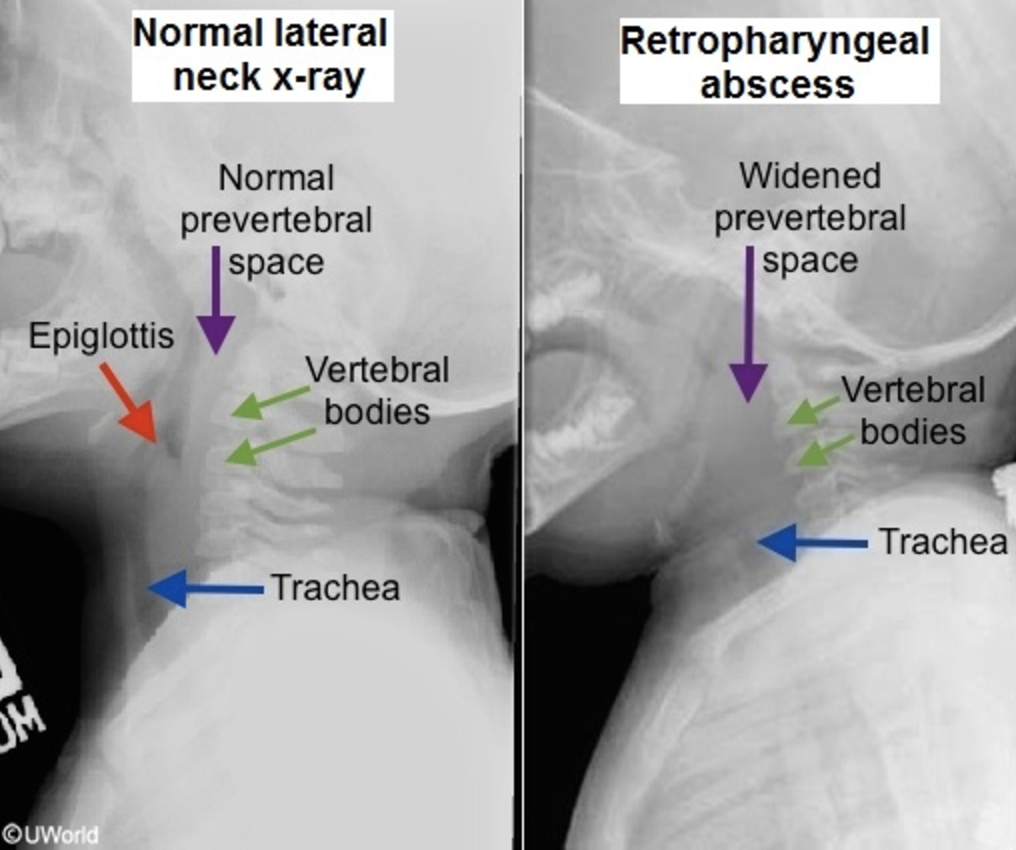 Normal lateral
neck x-ray
Normal
prevertebral
space
Epiglottis
Vertebral
bodies
Trachea
©UWorld
Retropharyngeal
abscess
Widened
prevertebral
space
Vertebral
bodies
Trachea